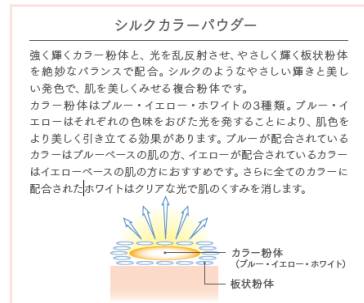 シルクカラーパウダー
強く輝くカラー粉体と、光を乱反射させ、やさしく輝く板状粉体
を絶妙なバランスで配合。シルクのようなやさしい輝きと美し
い発色で、肌を美しくみせる複合粉体です。
カラー粉体はブルー・イエロー・ホワイトの3種類。ブルー・イ
エローはそれぞれの色味をおびた光を発することにより、肌色を
より美しく引き立てる効果があります。ブルーが配合されている
カラーはブルーベースの肌の方、イエローが配合されているカラー
はイエローベースの肌の方におすすめです。さらに全てのカラーに
配合されたホワイトはクリアな光で肌のくすみを消します。
カラー粉体
（ブルー・イエロー・ホワイト）
板状粉体